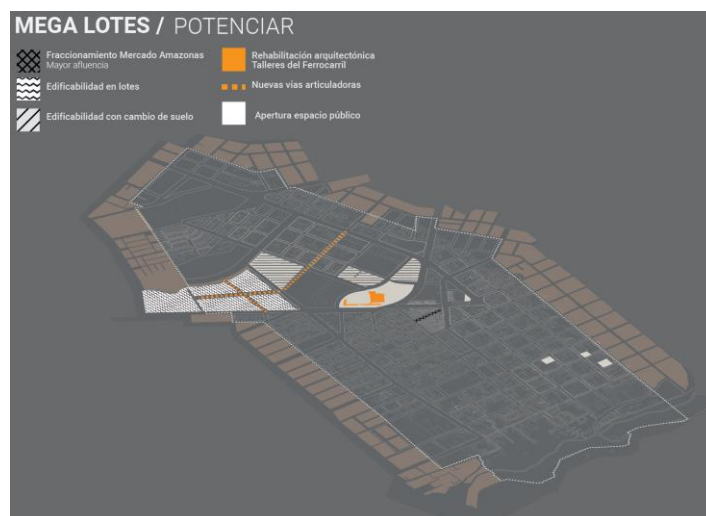 MEGA LOTES / POTENCIAR
Fraccionamiento Mercado Amazonas
Mayor afluencia
Edificabilidad en lotes
Edificabilidad con cambio de suelo
Rehabilitación arquitectónica
Talleres del Ferrocarril
Nuevas vias articuladoras
Apertura espacio público